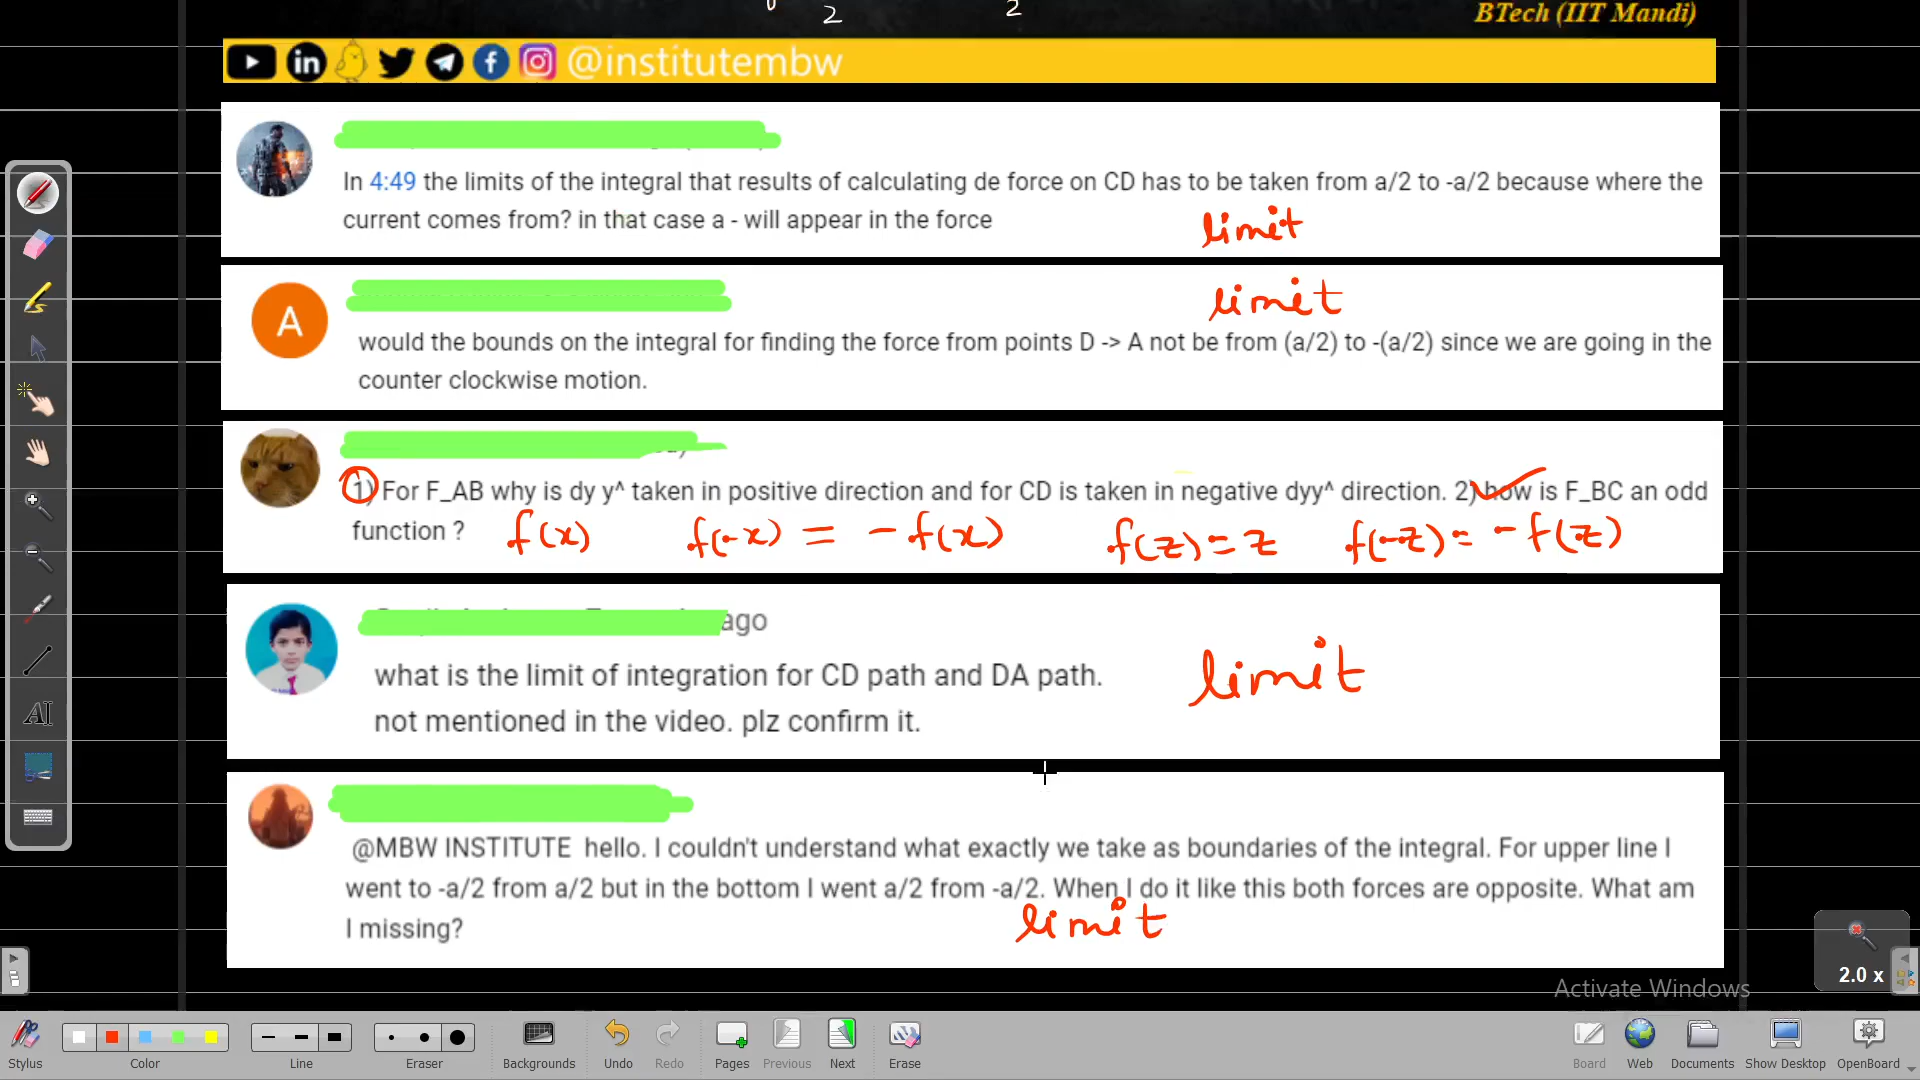 0 2 2
BTech (IIT Mandi)
@institutembw
In 4:49 the limits of the integral that results of calculating de force on CD has to be taken from a/2 to -a/2 because where the
current comes from? in that case a - will appear in the force
limit
limit
A
would the bounds on the integral for finding the force from points D -> A not be from (a/2) to -(a/2) since we are going in the
counter clockwise motion.
1) For F_AB why is dy y^ taken in positive direction and for CD is taken in negative dyy^ direction. 2) how is F_BC an odd
function ?
f(x) f(-x) = -f(x) f(z)=z f(-z)= -f(z)
ago
what is the limit of integration for CD path and DA path.
not mentioned in the video. plz confirm it.
limit
@MBW INSTITUTE hello. I couldn't understand what exactly we take as boundaries of the integral. For upper line I
went to -a/2 from a/2 but in the bottom I went a/2 from -a/2. When I do it like this both forces are opposite. What am
I missing?
limit
2.0 x
Activate Windows
Stylus Color Line Eraser Backgrounds Undo Redo Pages Previous Next Erase Board Web Documents Show Desktop OpenBoard